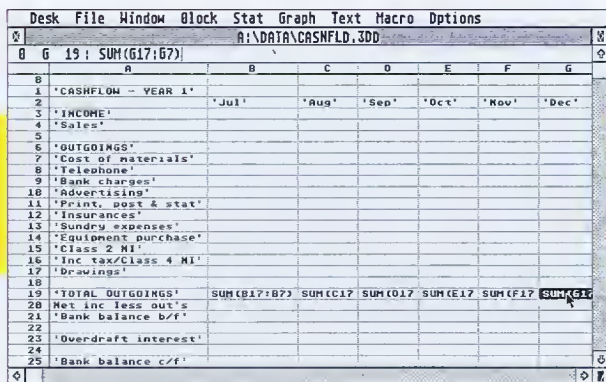 Desk File Window Block Stat Graph Text Macro Options
A:\DATA\CASHFLD.3DD
0 G 19: SUM(G17:G7)
A B C D E F G
0
1 'CASHFLOW - YEAR 1'
2 'Jul' 'Aug' 'Sep' 'Oct' 'Nov' 'Dec'
3 'INCOME'
4 'Sales'
5
6 'OUTGOINGS'
7 'Cost of materials'
8 'Telephone'
9 'Bank charges'
10 'Advertising'
11 'Print, post & stat'
12 'Insurances'
13 'Sundry expenses'
14 'Equipment purchase'
15 'Class 2 NI'
16 'Inc tax/Class 4 NI'
17 'Drawings'
18
19 'TOTAL OUTGOINGS' SUM(B17:B7) SUM(C17 SUM(D17 SUM(E17 SUM(F17 SUM(G17
20 Net inc less out's
21 'Bank balance b/f'
22
23 'Overdraft interest'
24
25 'Bank balance c/f'